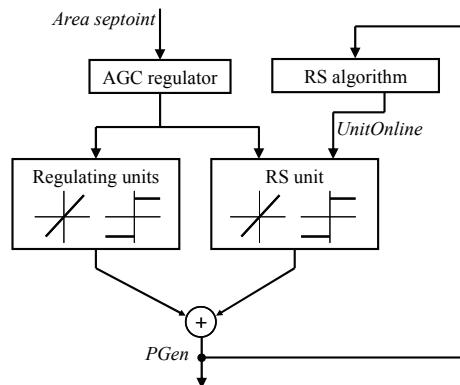 Area septoint
AGC regulator
RS algorithm
UnitOnline
Regulating units
RS unit
+
PGen